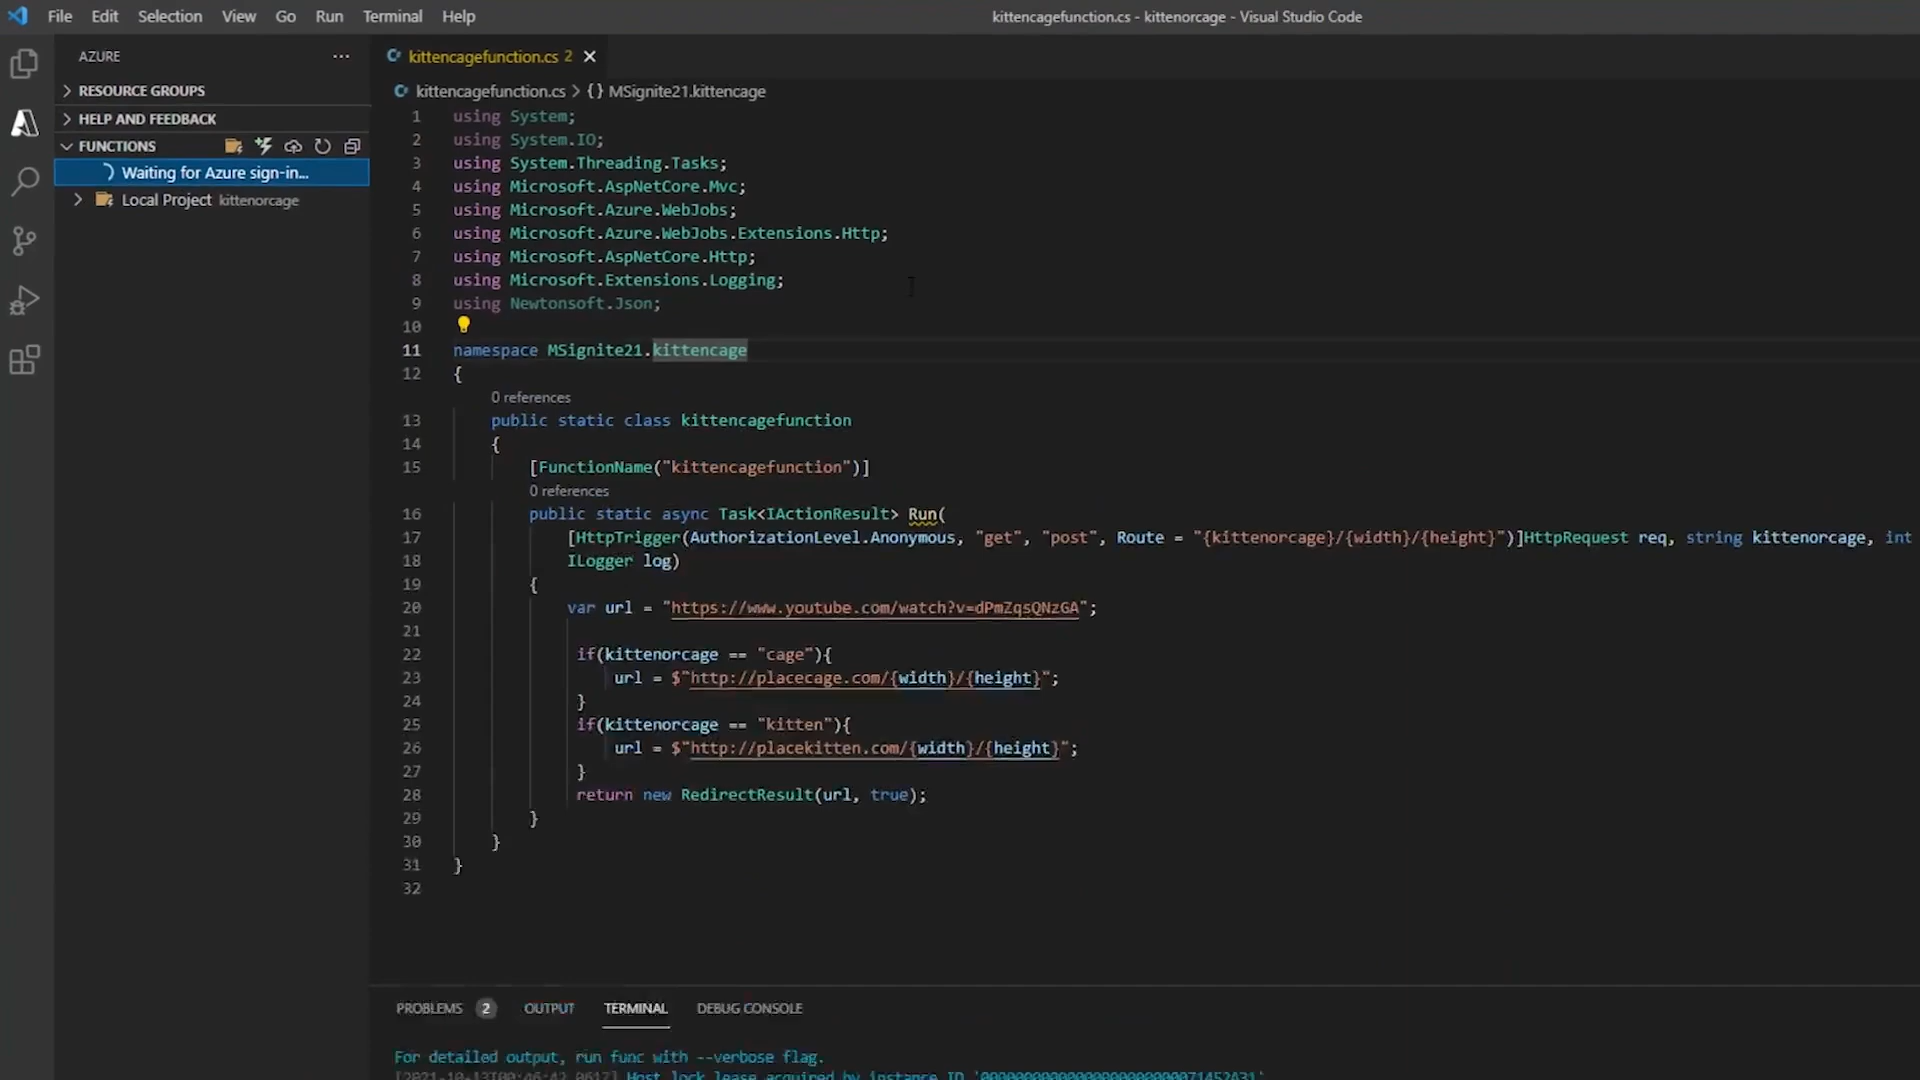 File Edit Selection View Go Run Terminal Help
kittencagefunction.cs - kittenorcage - Visual Studio Code
AZURE
RESOURCE GROUPS
HELP AND FEEDBACK
FUNCTIONS
Waiting for Azure sign-in...
Local Project kittenorcage
kittencagefunction.cs 2
kittencagefunction.cs > {} MSignite21.kittencage
1 using System;
2 using System.IO;
3 using System.Threading.Tasks;
4 using Microsoft.AspNetCore.Mvc;
5 using Microsoft.Azure.WebJobs;
6 using Microsoft.Azure.WebJobs.Extensions.Http;
7 using Microsoft.AspNetCore.Http;
8 using Microsoft.Extensions.Logging;
9 using Newtonsoft.Json;
10
11 namespace MSignite21.kittencage
12 {
0 references
13 public static class kittencagefunction
14 {
15 [FunctionName("kittencagefunction")]
0 references
16 public static async Task<IActionResult> Run(
17 [HttpTrigger(AuthorizationLevel.Anonymous, "get", "post", Route = "{kittenorcage}/{width}/{height}")]HttpRequest req, string kittenorcage, int
18 ILogger log)
19 {
20 var url = "https://www.youtube.com/watch?v=dPmZqsQNzGA";
21
22 if(kittenorcage == "cage"){
23 url = $"http://placecage.com/{width}/{height}";
24 }
25 if(kittenorcage == "kitten"){
26 url = $"http://placekitten.com/{width}/{height}";
27 }
28 return new RedirectResult(url, true);
29 }
30 }
31 }
32
PROBLEMS 2 OUTPUT TERMINAL DEBUG CONSOLE
For detailed output, run func with --verbose flag.
Host lock lease acquired by instance ID